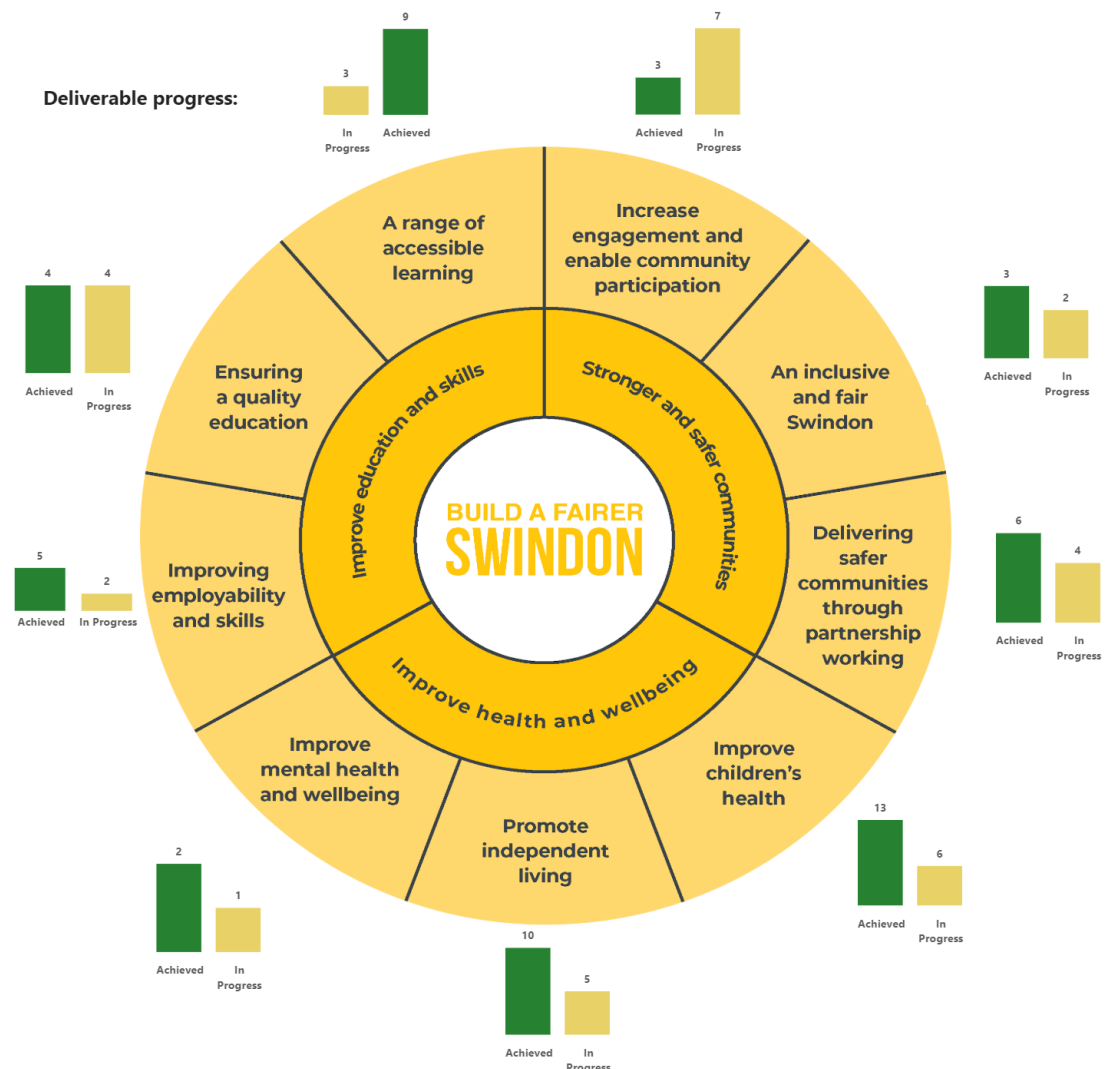 Deliverable progress:
3
In
Progress
9
Achieved
3
Achieved
7
In
Progress
A range of
accessible
learning
Increase
engagement and
enable community
participation
4
Achieved
4
In
Progress
Ensuring
a quality
education
An inclusive
and fair
Swindon
3
Achieved
2
In
Progress
Improve education and skills
Stronger and safer communities
BUILD A FAIRER
SWINDON
5
Achieved
2
In Progress
Improving
employability
and skills
Delivering
safer
communities
through
partnership
working
6
Achieved
4
In
Progress
Improve health and wellbeing
Improve
mental health
and wellbeing
Promote
independent
living
Improve
children's
health
2
Achieved
1
In
Progress
10
Achieved
5
In
Progress
13
Achieved
6
In
Progress